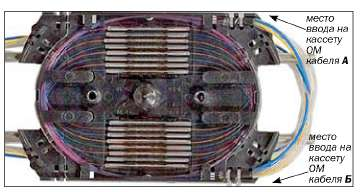 место
ввода на
кассету
ОМ
кабеля А
место
ввода на
кассету
ОМ
кабеля Б